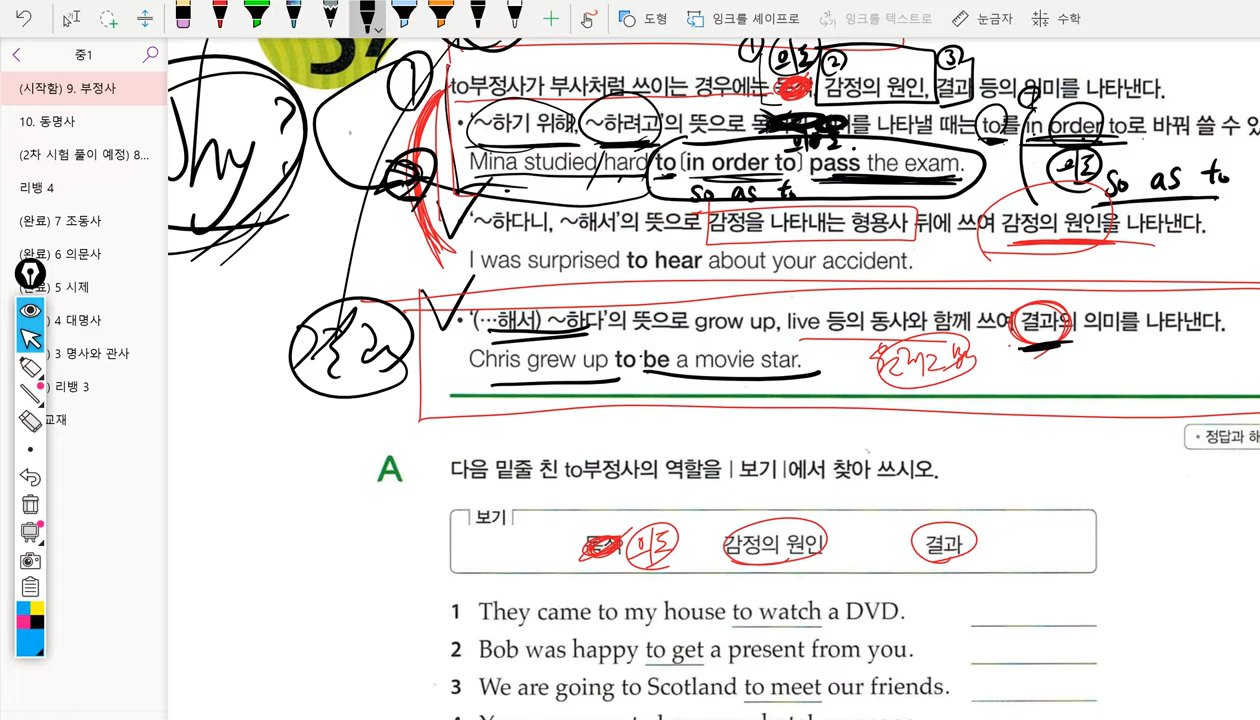 도형
잉크를 셰이프로
잉크를 텍스트로
눈금자
수학
중1
(시작함) 9. 부정사
10. 동명사
(2차 시험 풀이 예정) 8...
리뱅 4
(완료) 7 조동사
(완료) 6 의문사
5 시제
4 대명사
) 3 명사와 관사
) 리뱅 3
교재
why?
① 의도 ② ③
to부정사가 부사처럼 쓰이는 경우에는 감정의 원인, 결과 등의 의미를 나타낸다.
• '~하기 위해, ~하려고'의 뜻으로 를 나타낼 때는 to를 in order to로 바꿔 쓸 수 있
의도
Mina studied hard to [in order to] pass the exam.
의도 so as to
so as to
'~하다니, ~해서'의 뜻으로 감정을 나타내는 형용사 뒤에 쓰여 감정의 원인을 나타낸다.
I was surprised to hear about your accident.
• '(…해서) ~하다'의 뜻으로 grow up, live 등의 동사와 함께 쓰여 결과의 의미를 나타낸다.
결과
Chris grew up to be a movie star.
• 정답과 해
A 다음 밑줄 친 to부정사의 역할을 |보기|에서 찾아 쓰시오.
보기
의도 감정의 원인 결과
1 They came to my house to watch a DVD.
2 Bob was happy to get a present from you.
3 We are going to Scotland to meet our friends.